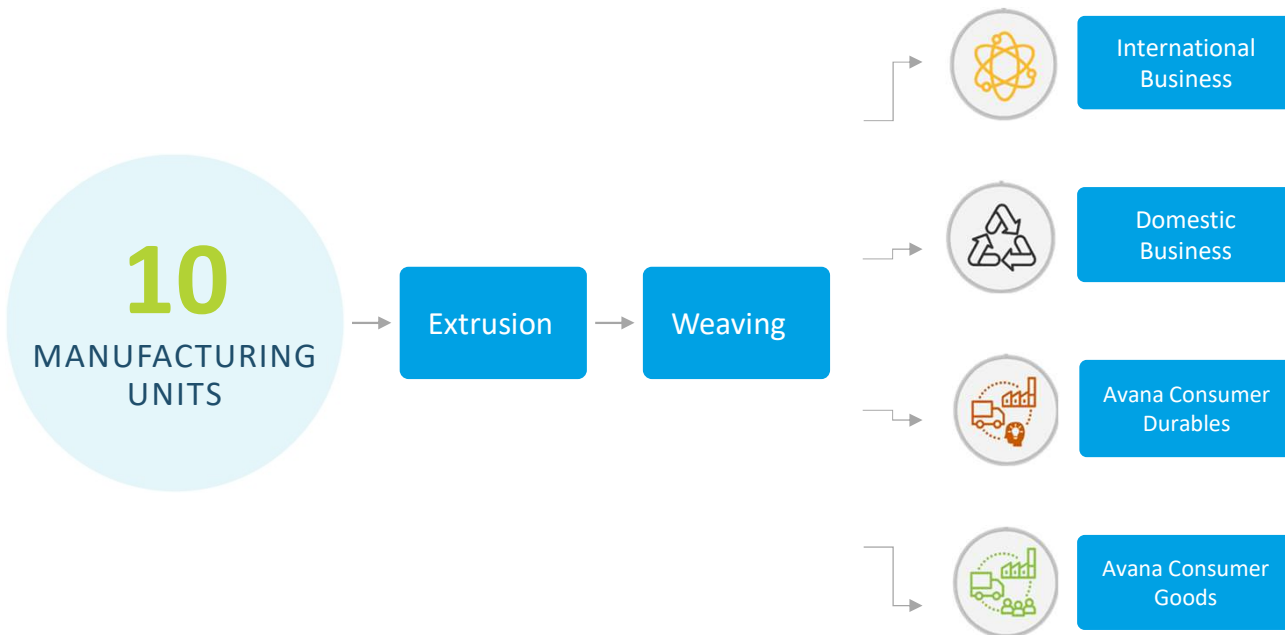 10
MANUFACTURING
UNITS
Extrusion
Weaving
International
Business
Domestic
Business
Avana Consumer
Durables
Avana Consumer
Goods